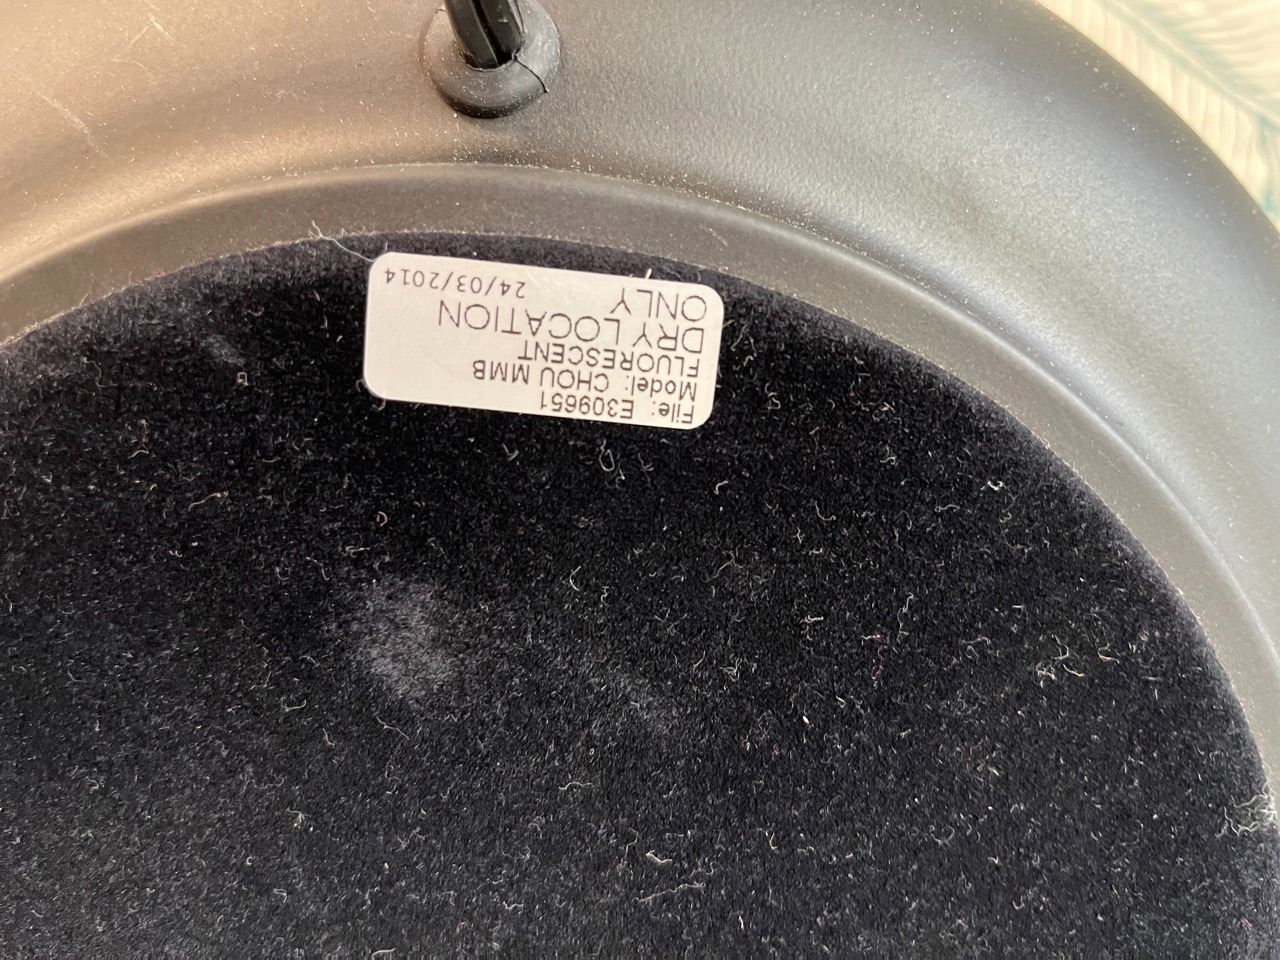 File: E309651
Model: CHOU MMB
FLUORESCENT
DRY LOCATION
ONLY
24/03/2014